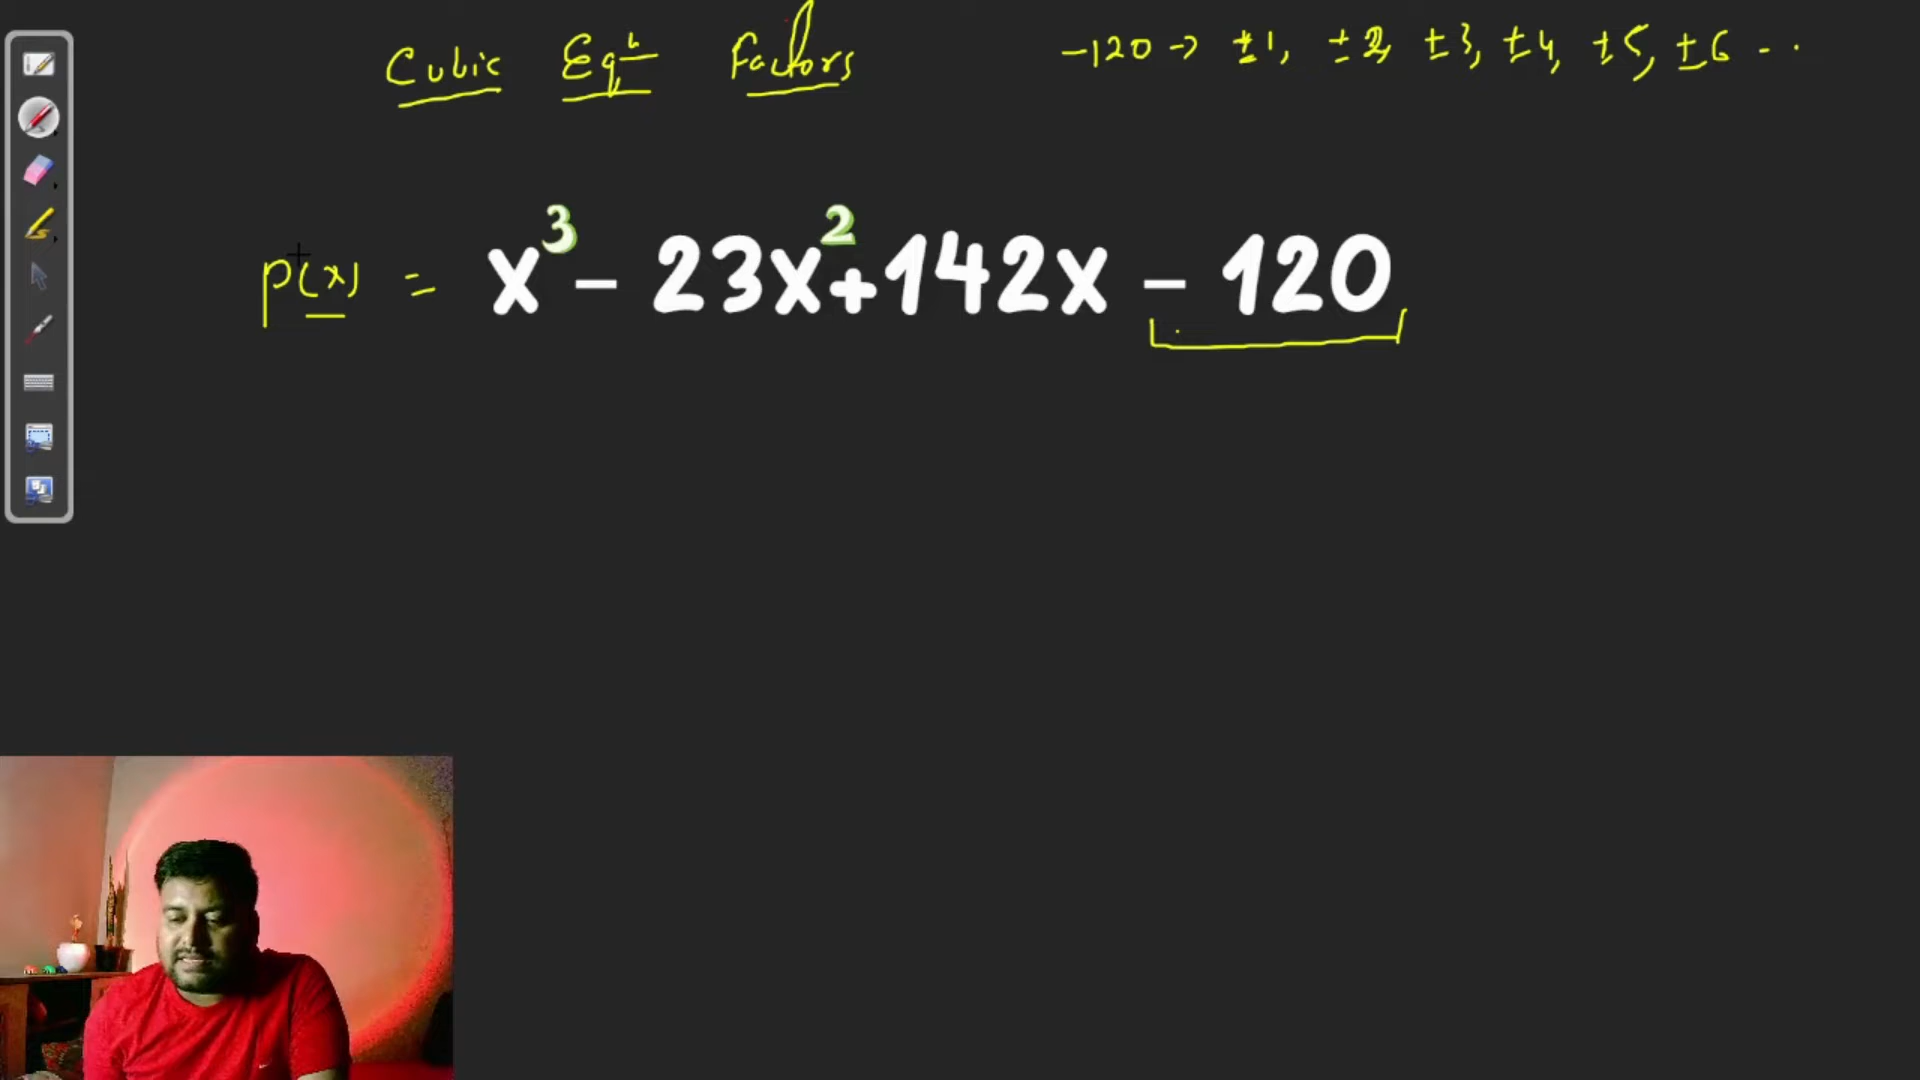 Cubic Eqⁿ Factors
-120 → ±1, ±2, ±3, ±4, ±5, ±6 - ..
P(x) = x³ - 23x²+142x - 120